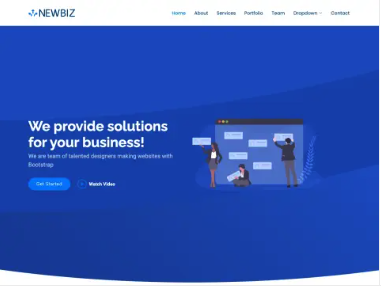 NEWBIZ
Home About Services Portfolio Team Dropdown Contact
We provide solutions
for your business!
We are team of talented designers making websites with
Bootstrap
Get Started Watch Video